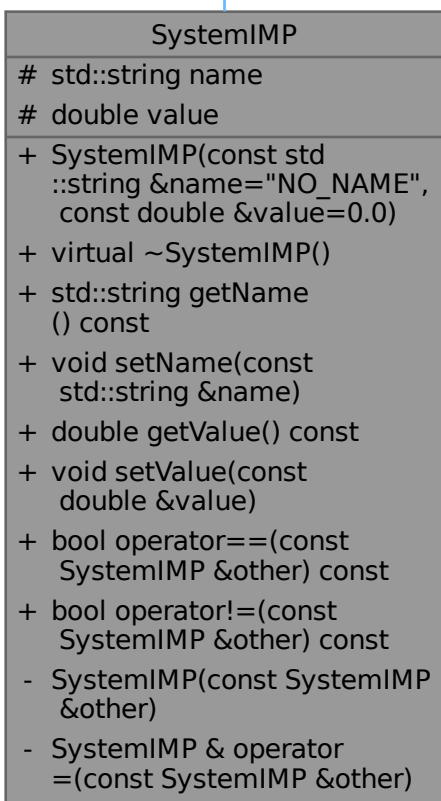 SystemIMP
# std::string name
# double value
+ SystemIMP(const std
::string &name="NO_NAME",
const double &value=0.0)
+ virtual ~SystemIMP()
+ std::string getName
() const
+ void setName(const
std::string &name)
+ double getValue() const
+ void setValue(const
double &value)
+ bool operator==(const
SystemIMP &other) const
+ bool operator!=(const
SystemIMP &other) const
- SystemIMP(const SystemIMP
&other)
- SystemIMP & operator
=(const SystemIMP &other)